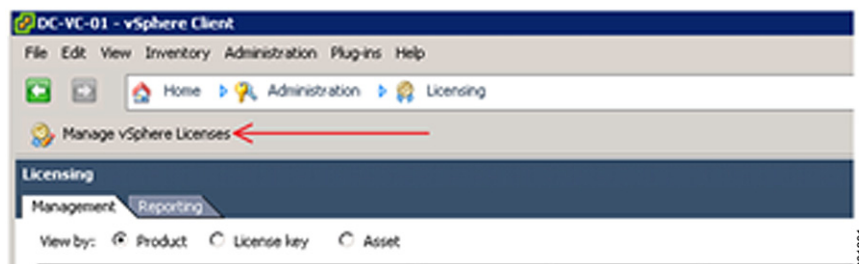 DC-VC-01 - vSphere Client
File Edit View Inventory Administration Plug-ins Help
Home Administration Licensing
Manage vSphere Licenses
Licensing
Management Reporting
View by: Product License key Asset